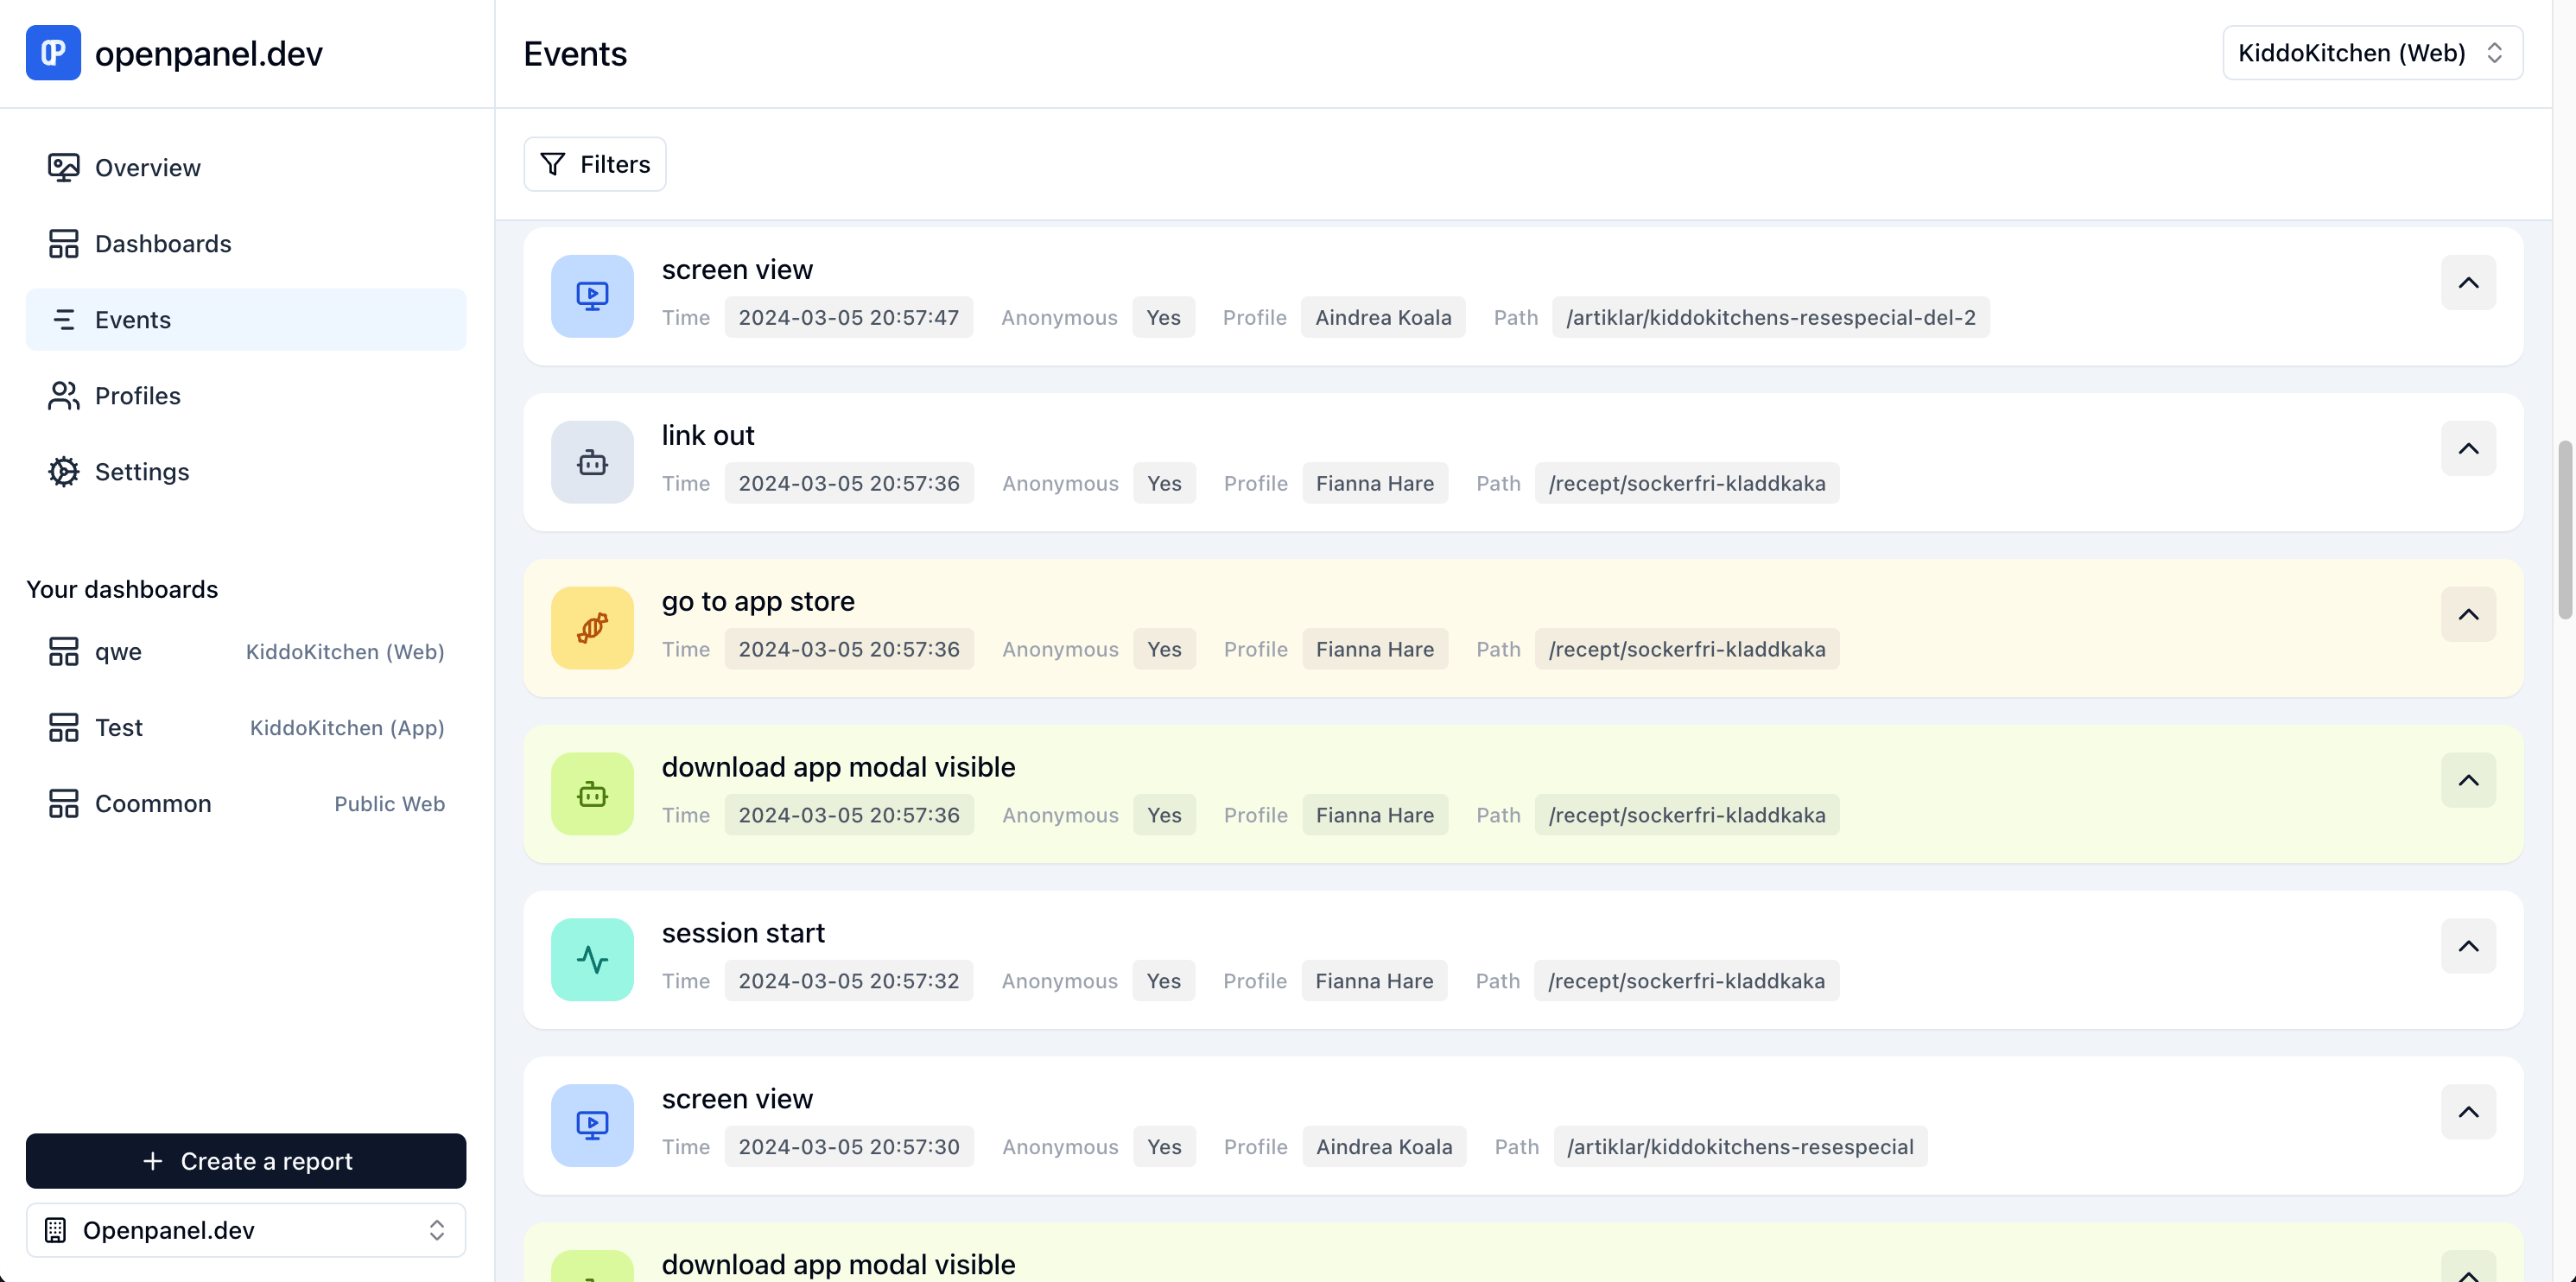 openpanel.dev
Overview
Dashboards
Events
Profiles
Settings
Your dashboards
qwe KiddoKitchen (Web)
Test KiddoKitchen (App)
Coommon Public Web
Create a report
Openpanel.dev
Events
KiddoKitchen (Web)
Filters
screen view
Time 2024-03-05 20:57:47 Anonymous Yes Profile Aindrea Koala Path /artiklar/kiddokitchens-resespecial-del-2
link out
Time 2024-03-05 20:57:36 Anonymous Yes Profile Fianna Hare Path /recept/sockerfri-kladdkaka
go to app store
Time 2024-03-05 20:57:36 Anonymous Yes Profile Fianna Hare Path /recept/sockerfri-kladdkaka
download app modal visible
Time 2024-03-05 20:57:36 Anonymous Yes Profile Fianna Hare Path /recept/sockerfri-kladdkaka
session start
Time 2024-03-05 20:57:32 Anonymous Yes Profile Fianna Hare Path /recept/sockerfri-kladdkaka
screen view
Time 2024-03-05 20:57:30 Anonymous Yes Profile Aindrea Koala Path /artiklar/kiddokitchens-resespecial
download app modal visible